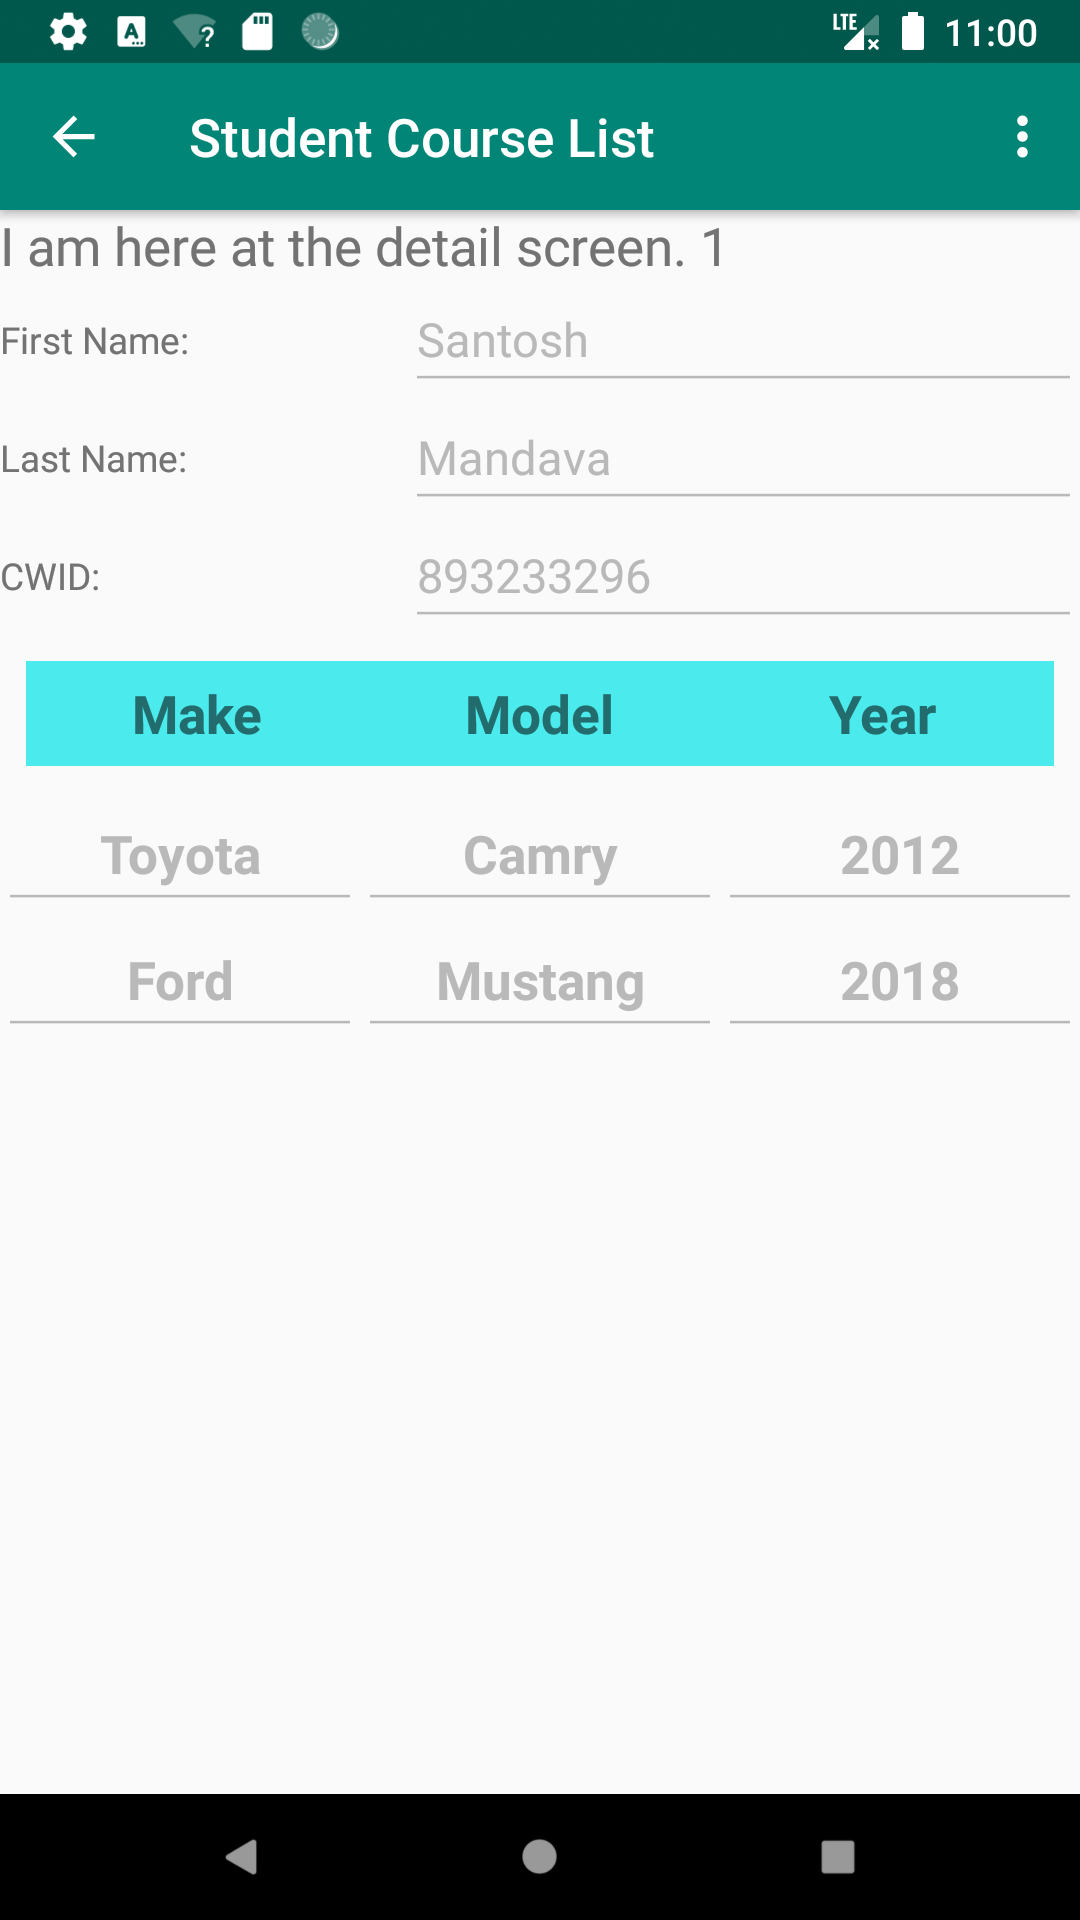 LTE 11:00
Student Course List
I am here at the detail screen. 1
First Name: Santosh
Last Name: Mandava
CWID: 893233296
Make Model Year
Toyota Camry 2012
Ford Mustang 2018